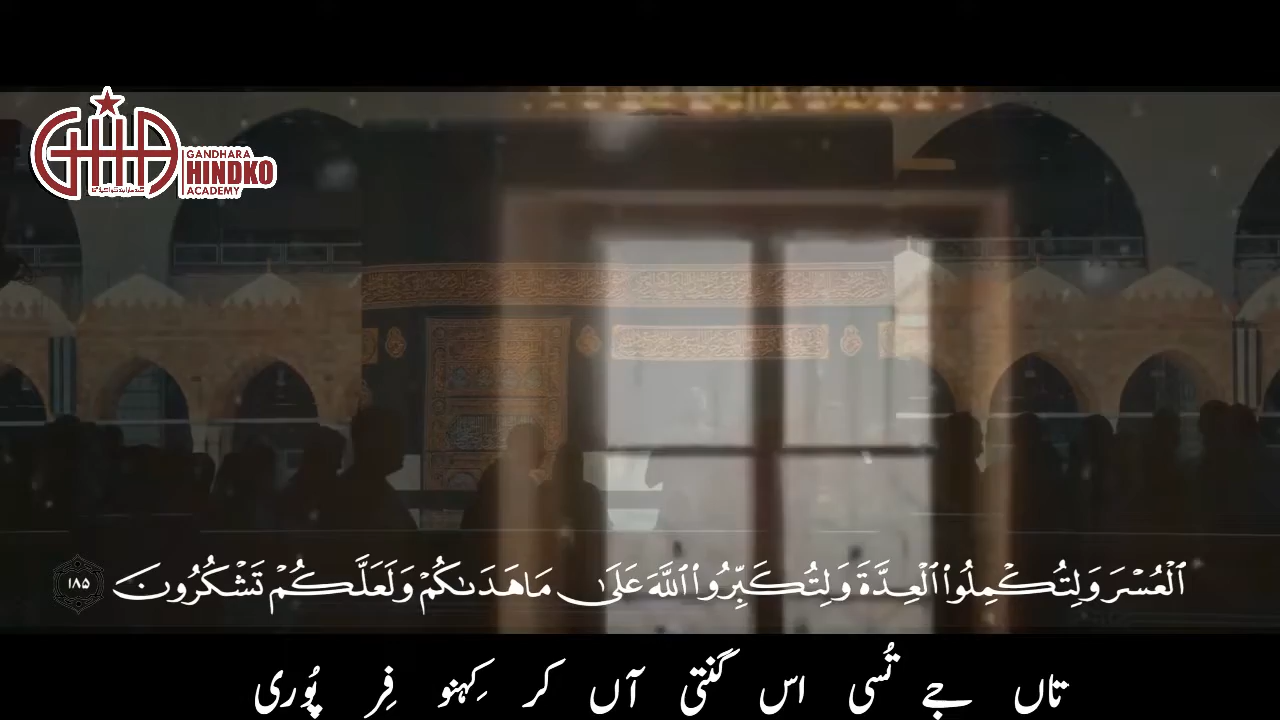 GANDHARA
HINDKO
ACADEMY
ٱلْعُسْرَ وَلِتُكْمِلُوا۟ ٱلْعِدَّةَ وَلِتُكَبِّرُوا۟ ٱللَّهَ عَلَىٰ مَا هَدَىٰكُمْ وَلَعَلَّكُمْ تَشْكُرُونَ ١٨٥
تاں جے تُسی اس گنتی آں کر کِہنو فِر پُوری